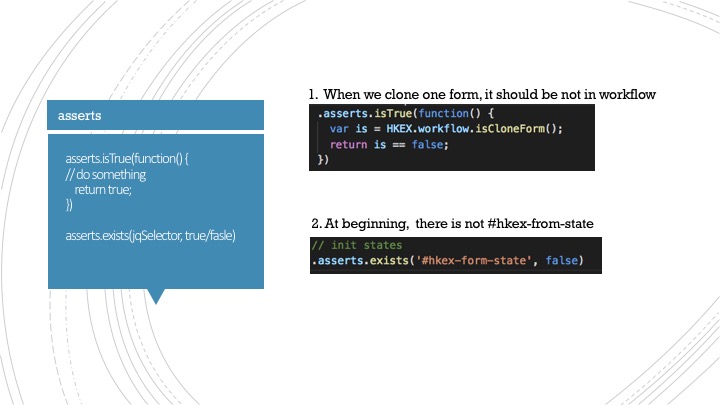 asserts
asserts.isTrue(function() {
// do something
return true;
})
asserts.exists(jqSelector, true/fasle)
1. When we clone one form, it should be not in workflow
.asserts.isTrue(function() {
var is = HKEX.workflow.isCloneForm();
return is == false;
})
2. At beginning, there is not #hkex-from-state
// init states
.asserts.exists('#hkex-form-state', false)